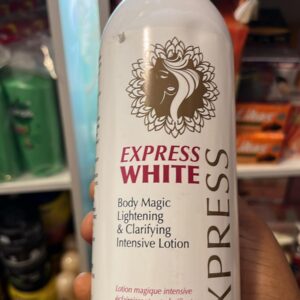 EXPRESS
WHITE
Body Magic
Lightening
& Clarifying
Intensive Lotion
Lotion magique intensive
XPRESS